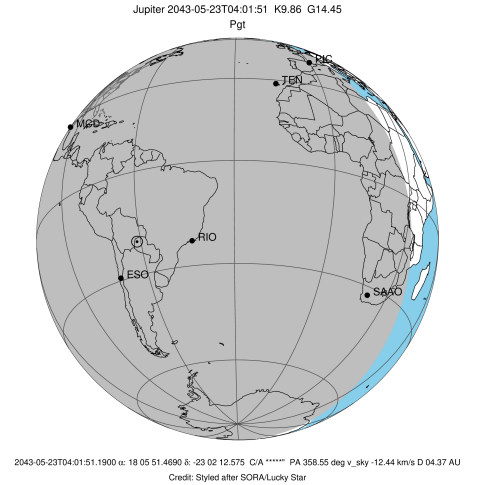 Jupiter 2043-05-23T04:01:51 K9.86 G14.45
Pgt
PIC
TEN
MCD
RIO
ESO
SAAO
2043-05-23T04:01:51.1900 α: 18 05 51.4690 δ: -23 02 12.575 C/A *****" PA 358.55 deg v_sky -12.44 km/s D 04.37 AU
Credit: Styled after SORA/Lucky Star